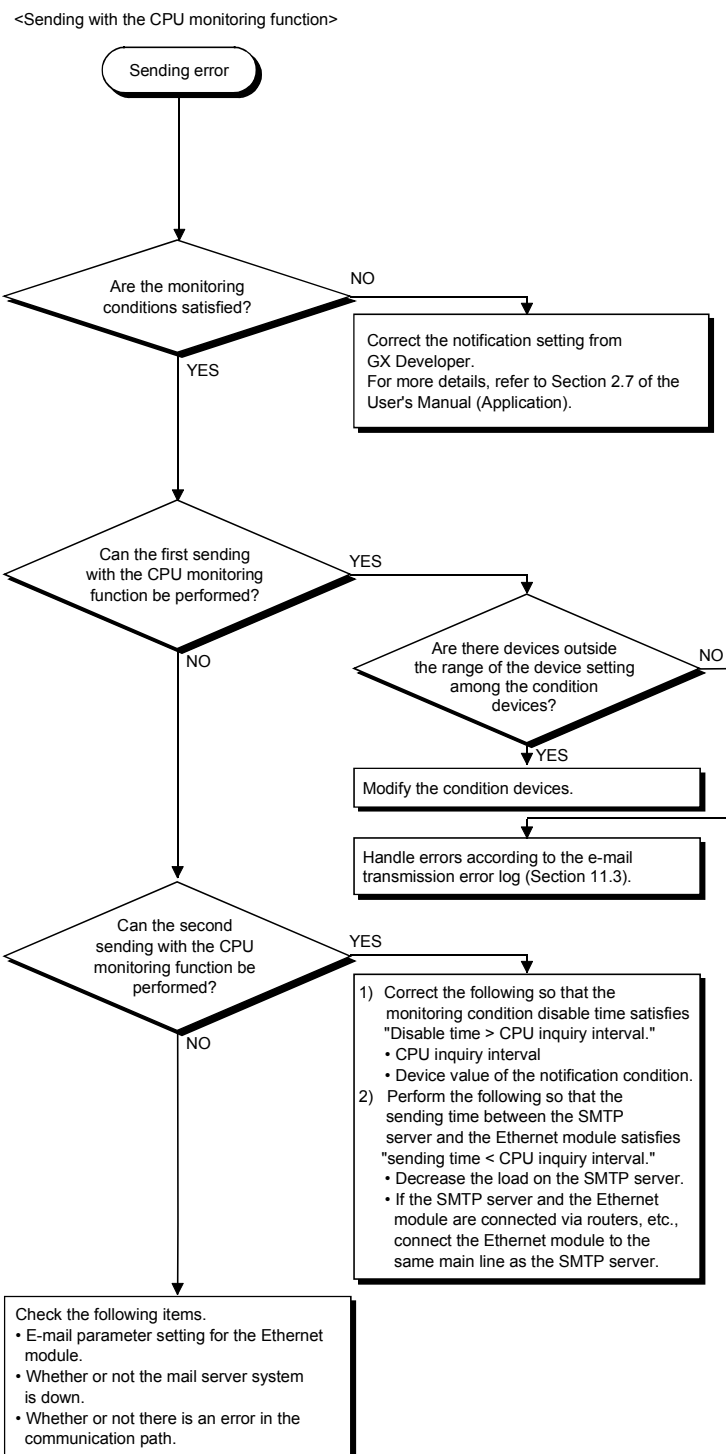 <Sending with the CPU monitoring function>
Sending error
Are the monitoring
conditions satisfied?
NO
YES
Correct the notification setting from
GX Developer.
For more details, refer to Section 2.7 of the
User's Manual (Application).
Can the first sending
with the CPU monitoring
function be performed?
YES
NO
Are there devices outside
the range of the device setting
among the condition
devices?
NO
YES
Modify the condition devices.
Handle errors according to the e-mail
transmission error log (Section 11.3).
Can the second
sending with the CPU
monitoring function be
performed?
YES
NO
1) Correct the following so that the
monitoring condition disable time satisfies
"Disable time > CPU inquiry interval."
• CPU inquiry interval
• Device value of the notification condition.
2) Perform the following so that the
sending time between the SMTP
server and the Ethernet module satisfies
"sending time < CPU inquiry interval."
• Decrease the load on the SMTP server.
• If the SMTP server and the Ethernet
module are connected via routers, etc.,
connect the Ethernet module to the
same main line as the SMTP server.
Check the following items.
• E-mail parameter setting for the Ethernet
module.
• Whether or not the mail server system
is down.
• Whether or not there is an error in the
communication path.